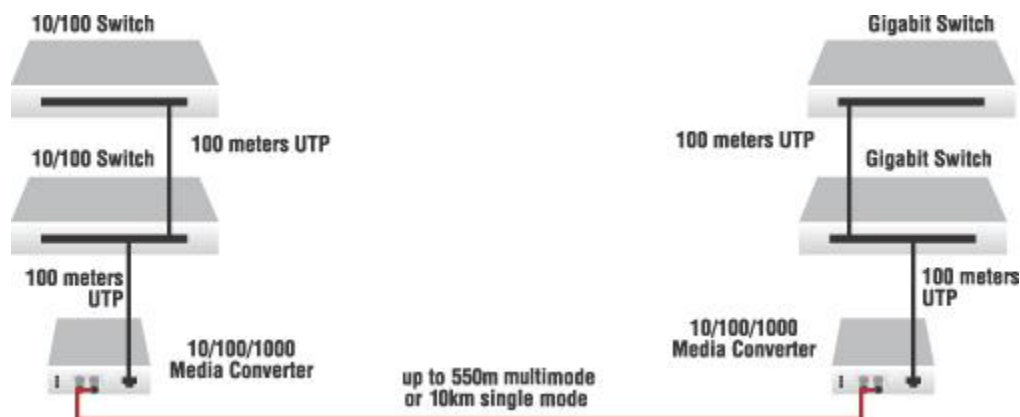 10/100 Switch
Gigabit Switch
100 meters UTP
100 meters UTP
10/100 Switch
Gigabit Switch
100 meters
UTP
100 meters
UTP
10/100/1000
Media Converter
10/100/1000
Media Converter
up to 550m multimode
or 10km single mode